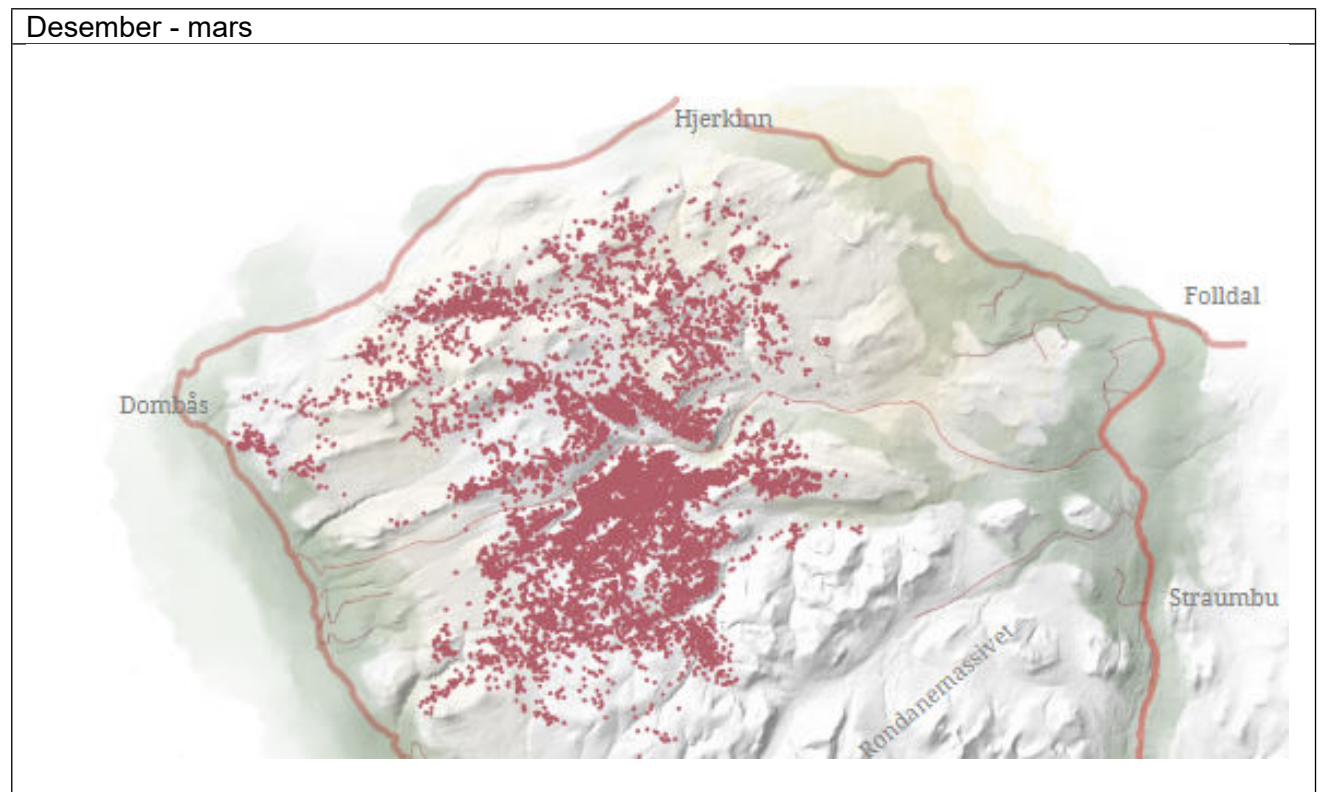 Desember - mars
Hjerkinn
Folldal
Dombås
Straumbu
Rondanemassivet